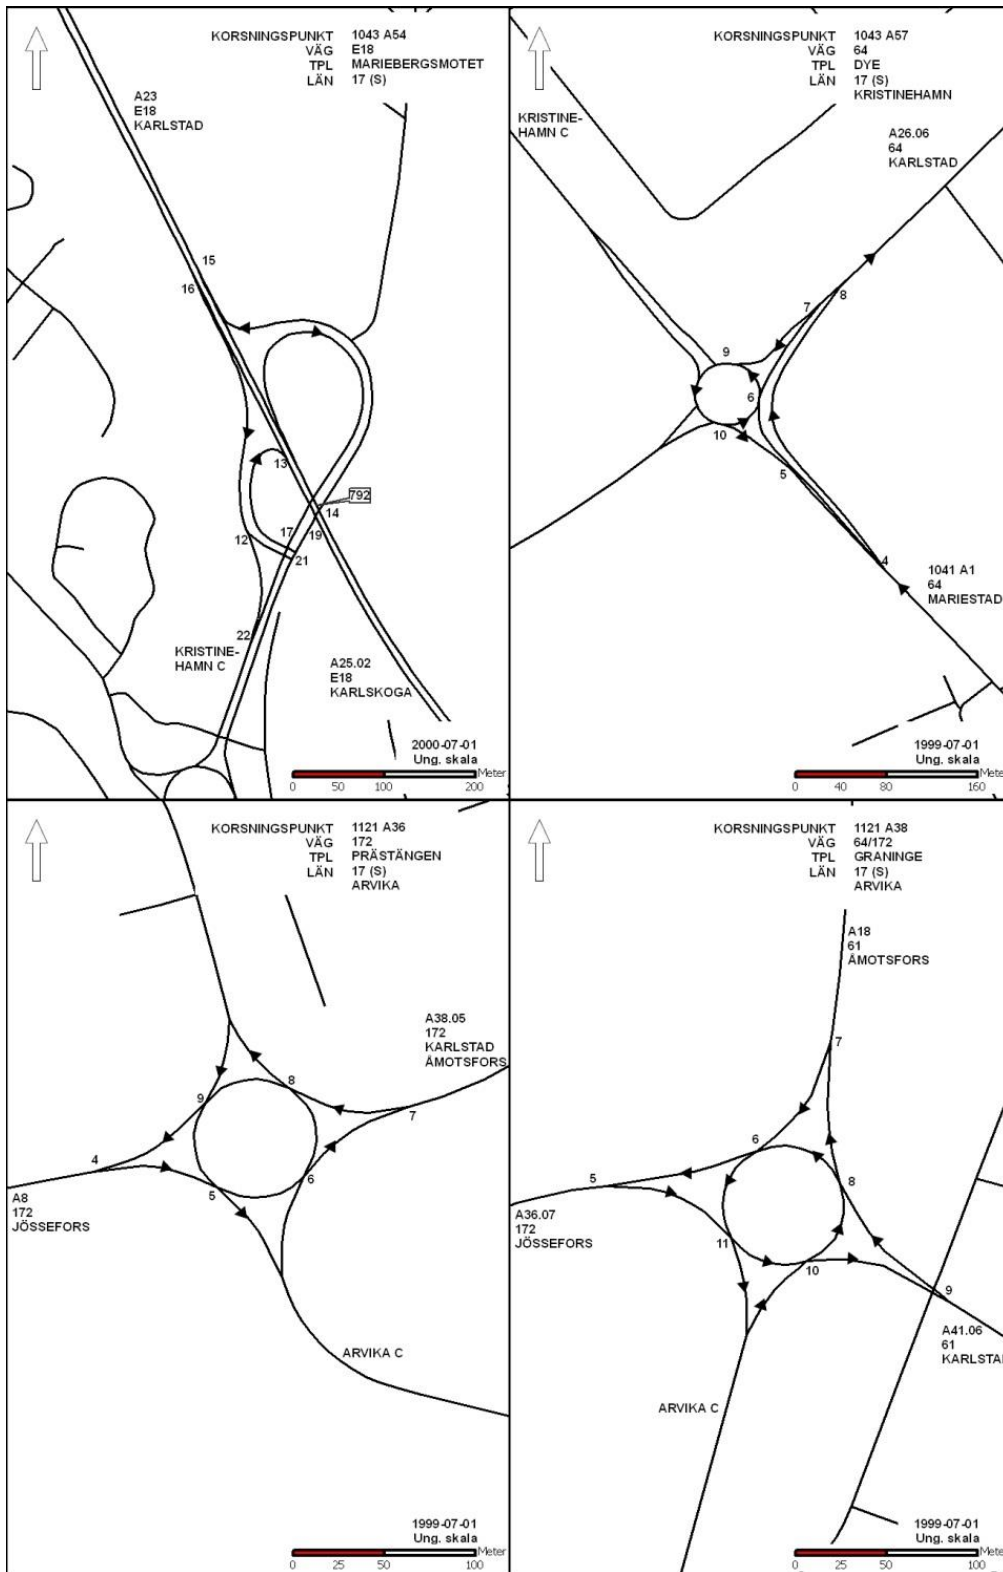 KORSNINGSPUNKT 1043 A54
VÄG E18
TPL MARIEBERGSMOTET
LÄN 17 (S)
A23
E18
KARLSTAD
15
16
13
792
14
17
19
12
21
22
KRISTINE-
HAMN C
A25.02
E18
KARLSKOGA
2000-07-01
Ung. skala
Meter
0 50 100 200
KORSNINGSPUNKT 1043 A57
VÄG 64
TPL DYE
LÄN 17 (S)
KRISTINEHAMN
KRISTINE-
HAMN C
A26.06
64
KARLSTAD
8
7
9
6
10
5
4
1041 A1
64
MARIESTAD
1999-07-01
Ung. skala
Meter
0 40 80 160
KORSNINGSPUNKT 1121 A36
VÄG 172
TPL PRÄSTÄNGEN
LÄN 17 (S)
ARVIKA
A38.05
172
KARLSTAD
ÅMOTSFORS
8
9
7
4
5
6
A8
172
JÖSSEFORS
ARVIKA C
1999-07-01
Ung. skala
Meter
0 25 50 100
KORSNINGSPUNKT 1121 A38
VÄG 64/172
TPL GRANINGE
LÄN 17 (S)
ARVIKA
A18
61
ÅMOTSFORS
7
6
5
8
A36.07
172
JÖSSEFORS
11
10
9
A41.06
61
KARLSTAD
ARVIKA C
1999-07-01
Ung. skala
Meter
0 25 50 100